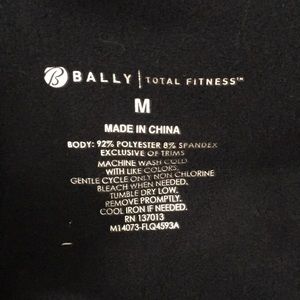 B BALLY | TOTAL FITNESS™
M
MADE IN CHINA
BODY: 92% POLYESTER 8% SPANDEX
EXCLUSIVE OF TRIMS
MACHINE WASH COLD
WITH LIKE COLORS,
GENTLE CYCLE ONLY NON CHLORINE
BLEACH WHEN NEEDED.
TUMBLE DRY LOW.
REMOVE PROMPTLY.
COOL IRON IF NEEDED.
RN 137013
M14073-FLQ4593A